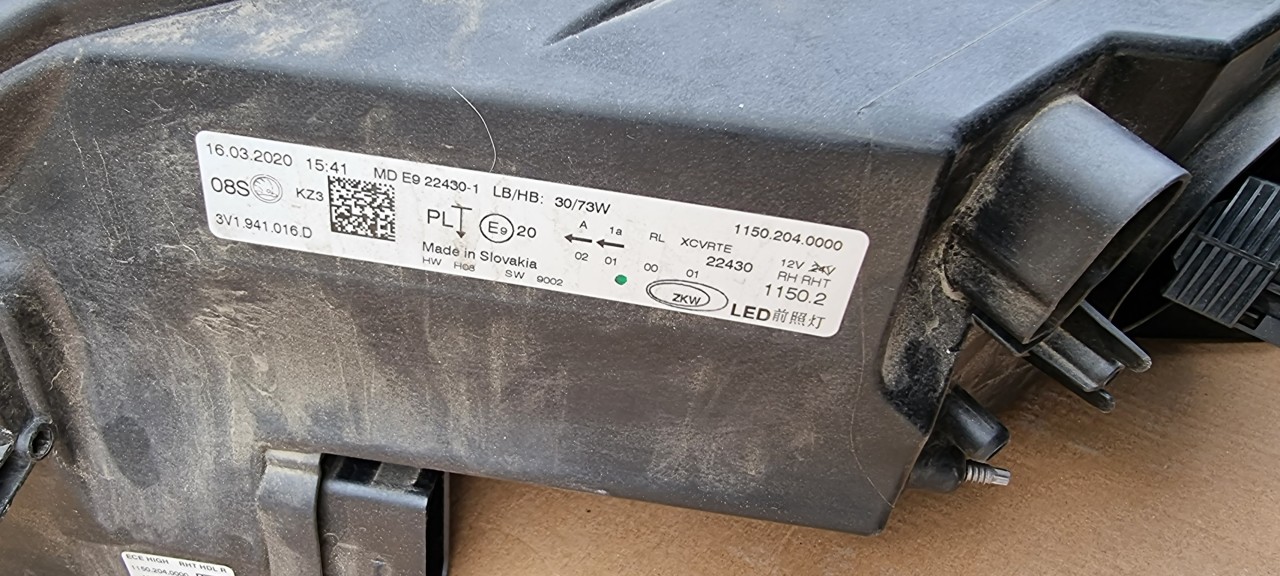 16.03.2020 15:41 MD E9 22430-1 LB/HB: 30/73W 1150.204.0000
08S KZ3 PL E9 20 A 1a RL XCVRTE 12V 24V
22430 RH RHT
3V1.941.016.D Made in Slovakia 02 01 00 01 1150.2
HW H08 SW 9002 ZKW LED前照灯
ECE HIGH RHT HDL R
1150.204.0000